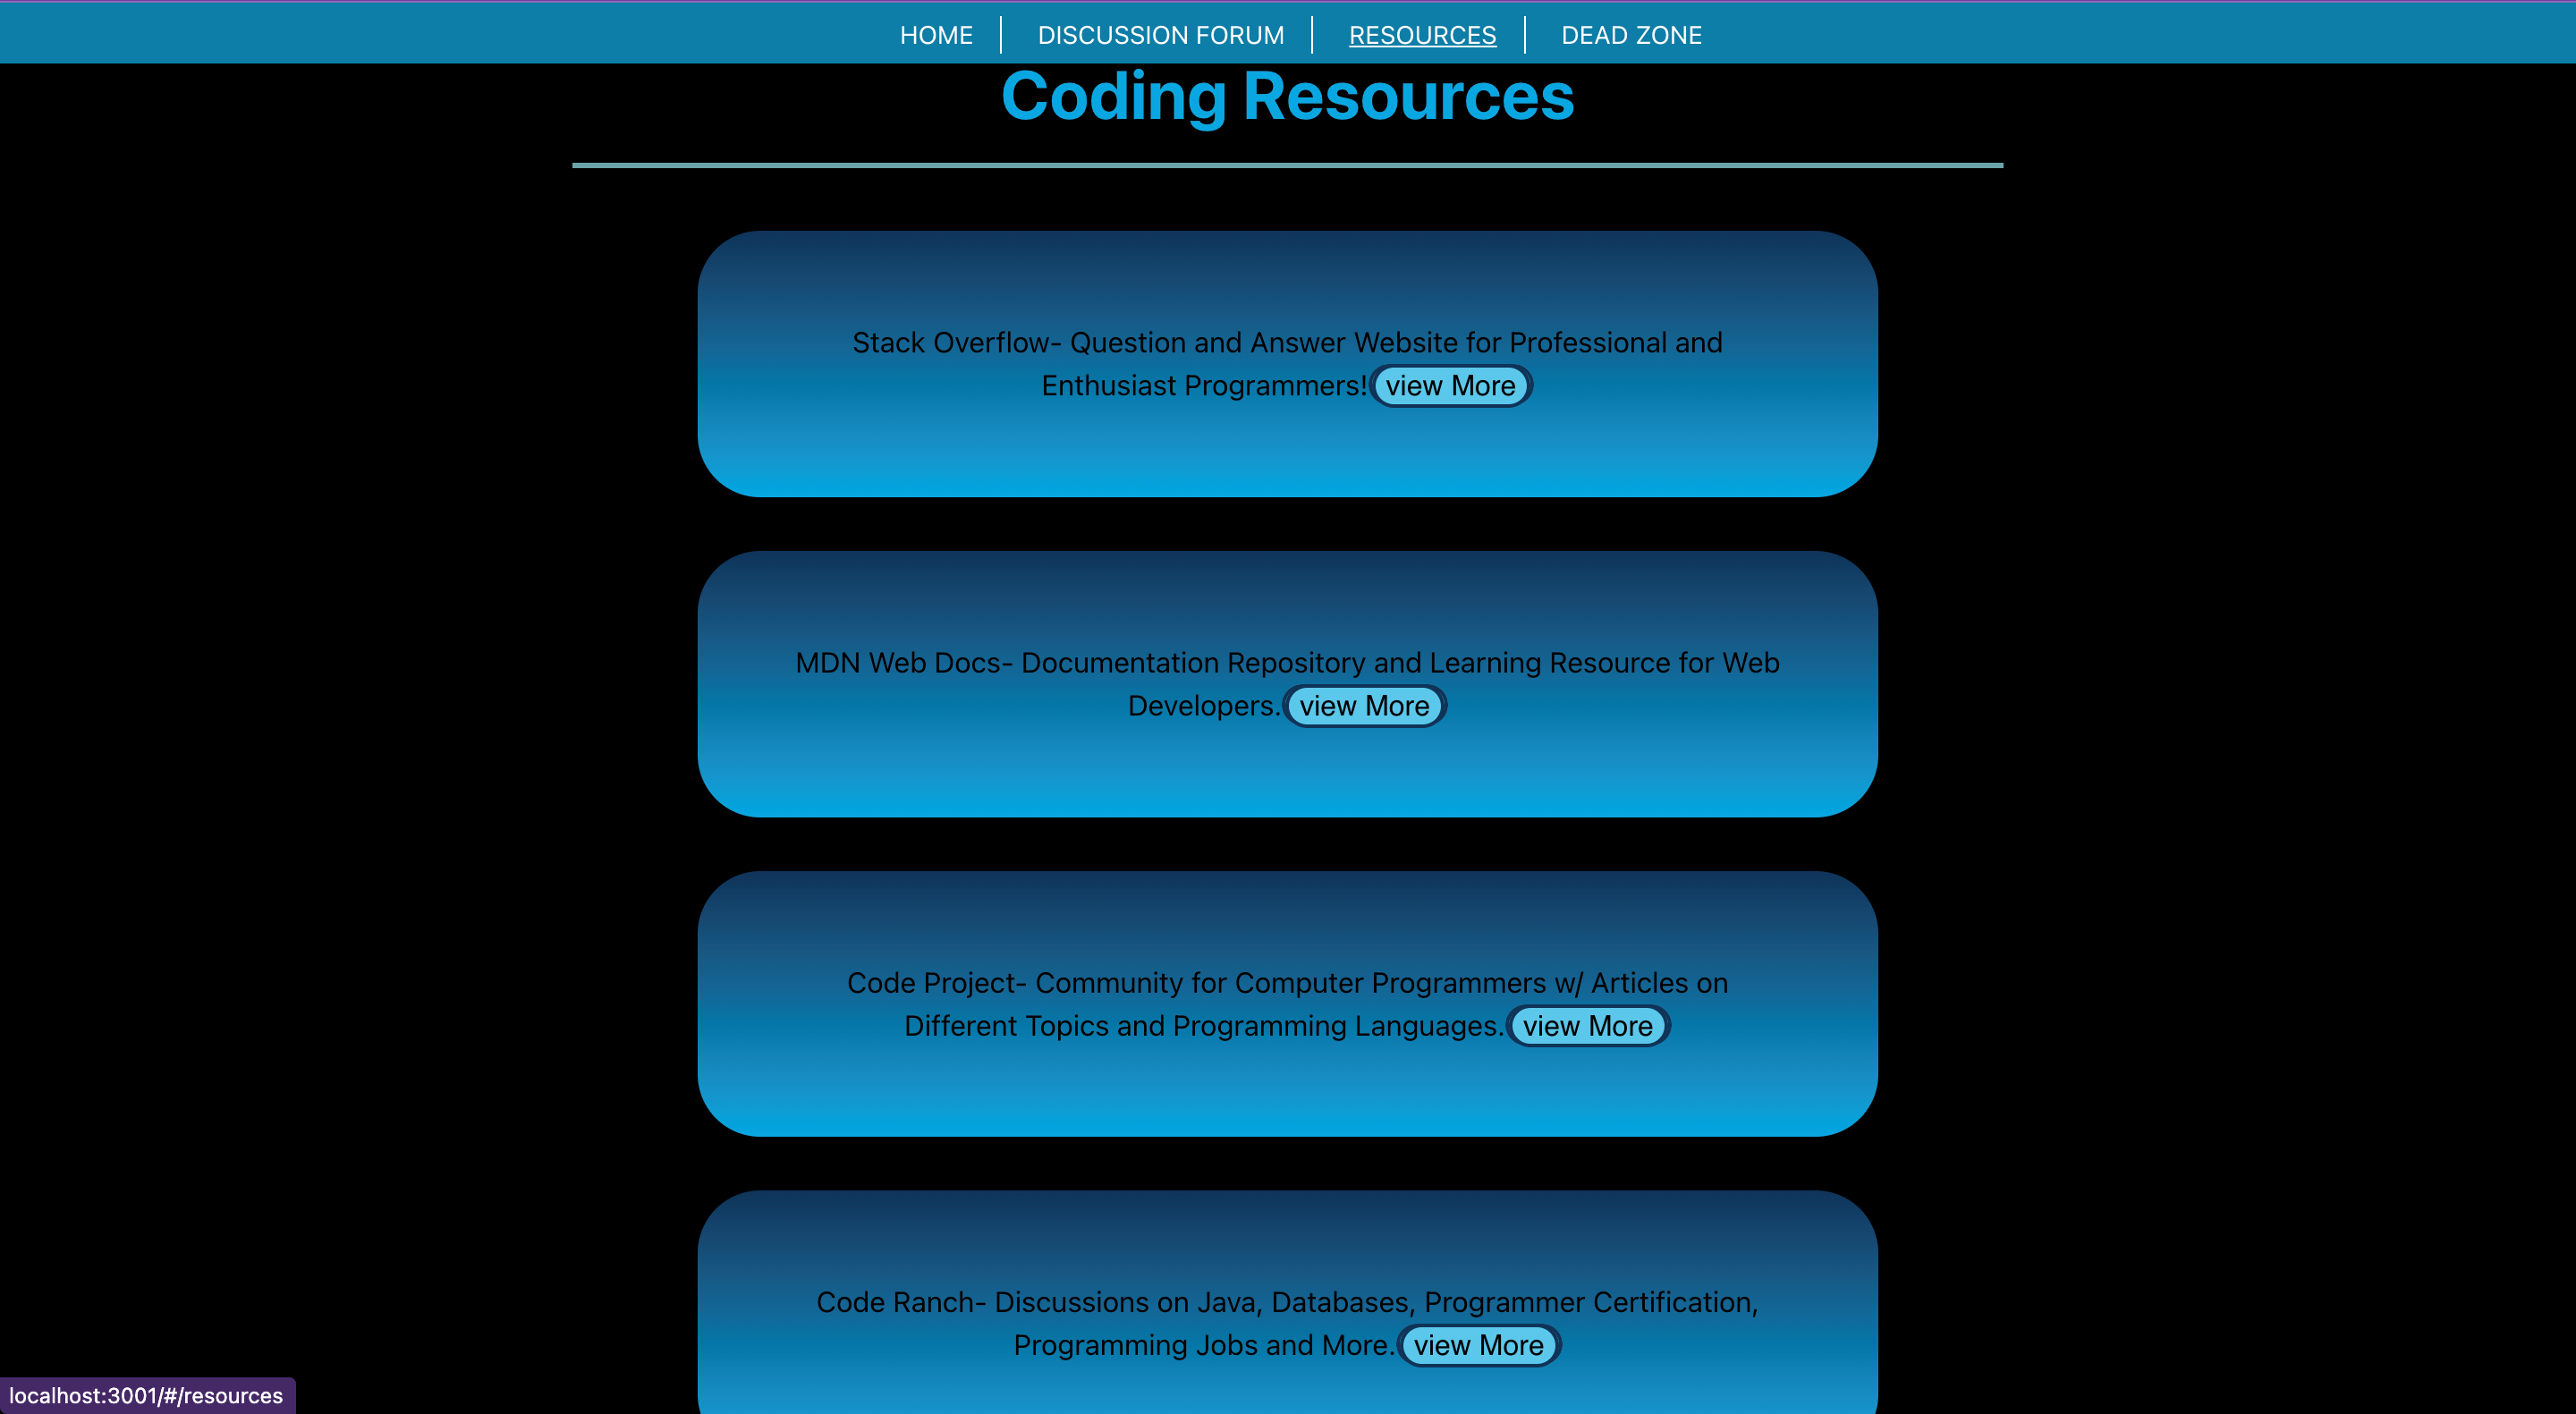 HOME DISCUSSION FORUM RESOURCES DEAD ZONE
Coding Resources
Stack Overflow- Question and Answer Website for Professional and
Enthusiast Programmers! view More
MDN Web Docs- Documentation Repository and Learning Resource for Web
Developers. view More
Code Project- Community for Computer Programmers w/ Articles on
Different Topics and Programming Languages. view More
Code Ranch- Discussions on Java, Databases, Programmer Certification,
Programming Jobs and More. view More
localhost:3001/#/resources